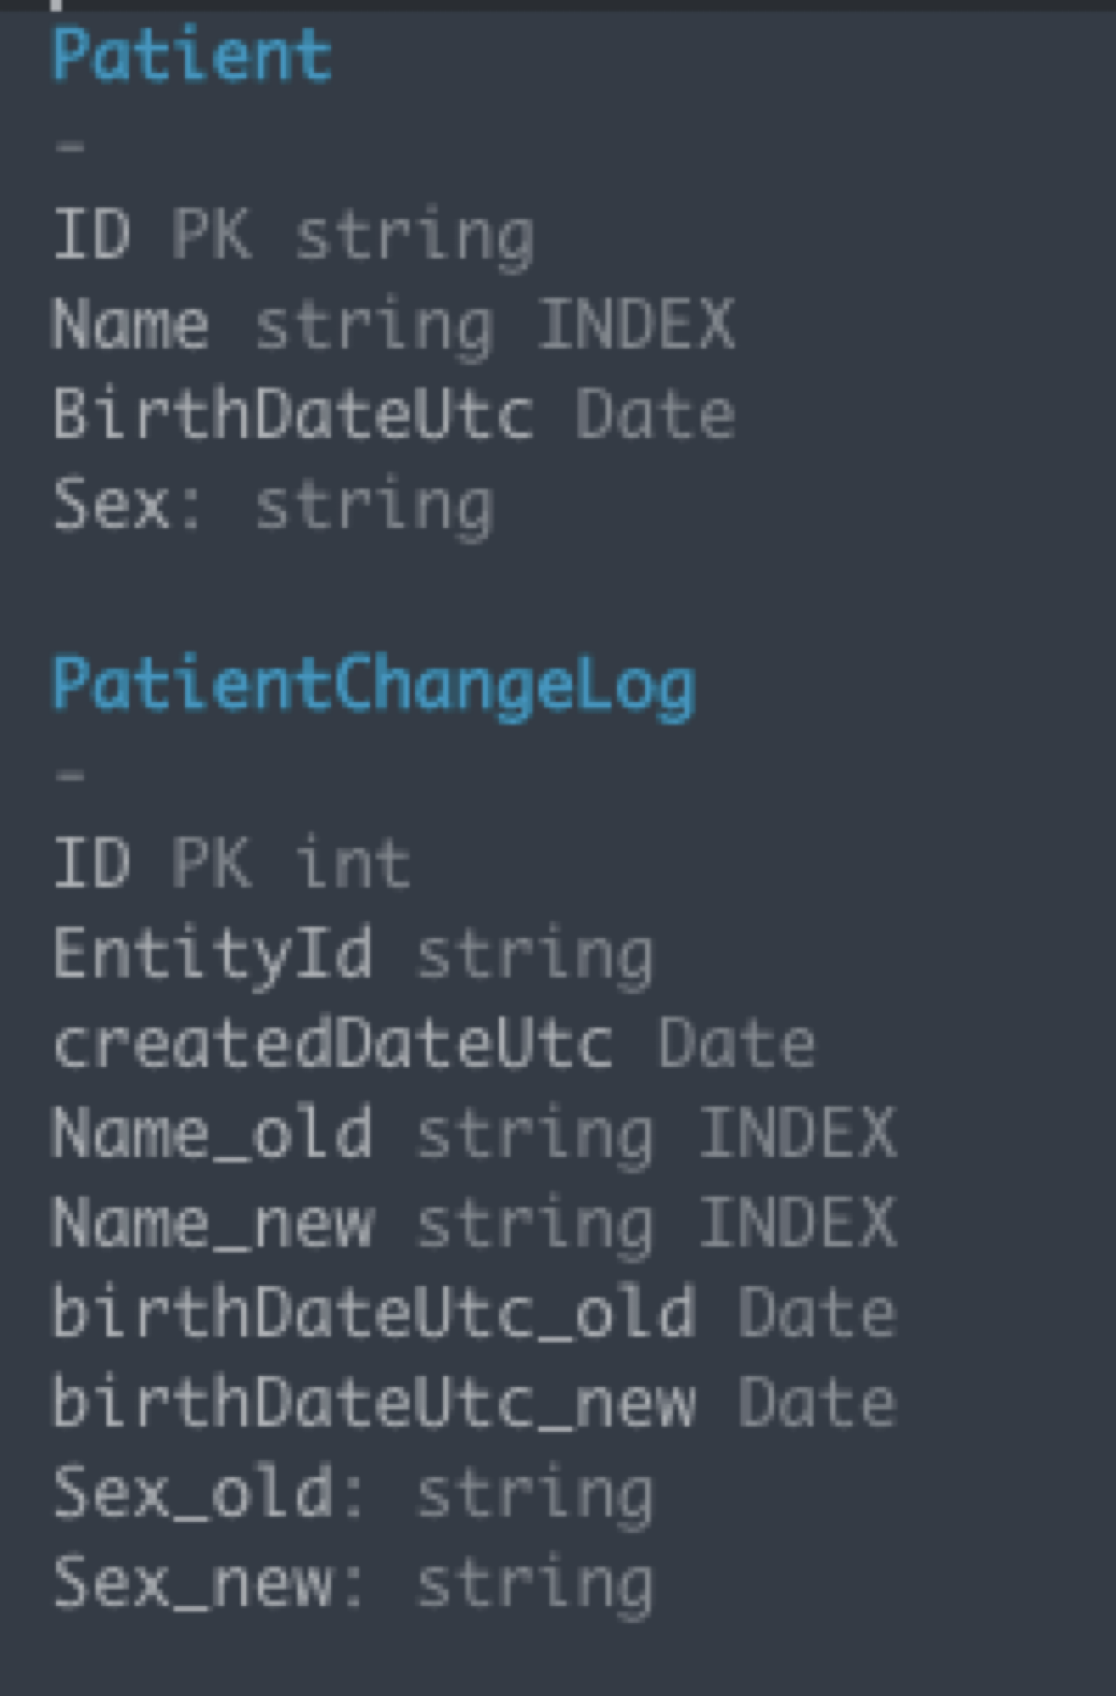 Patient
-
ID PK string
Name string INDEX
BirthDateUtc Date
Sex: string
PatientChangeLog
-
ID PK int
EntityId string
createdDateUtc Date
Name_old string INDEX
Name_new string INDEX
birthDateUtc_old Date
birthDateUtc_new Date
Sex_old: string
Sex_new: string